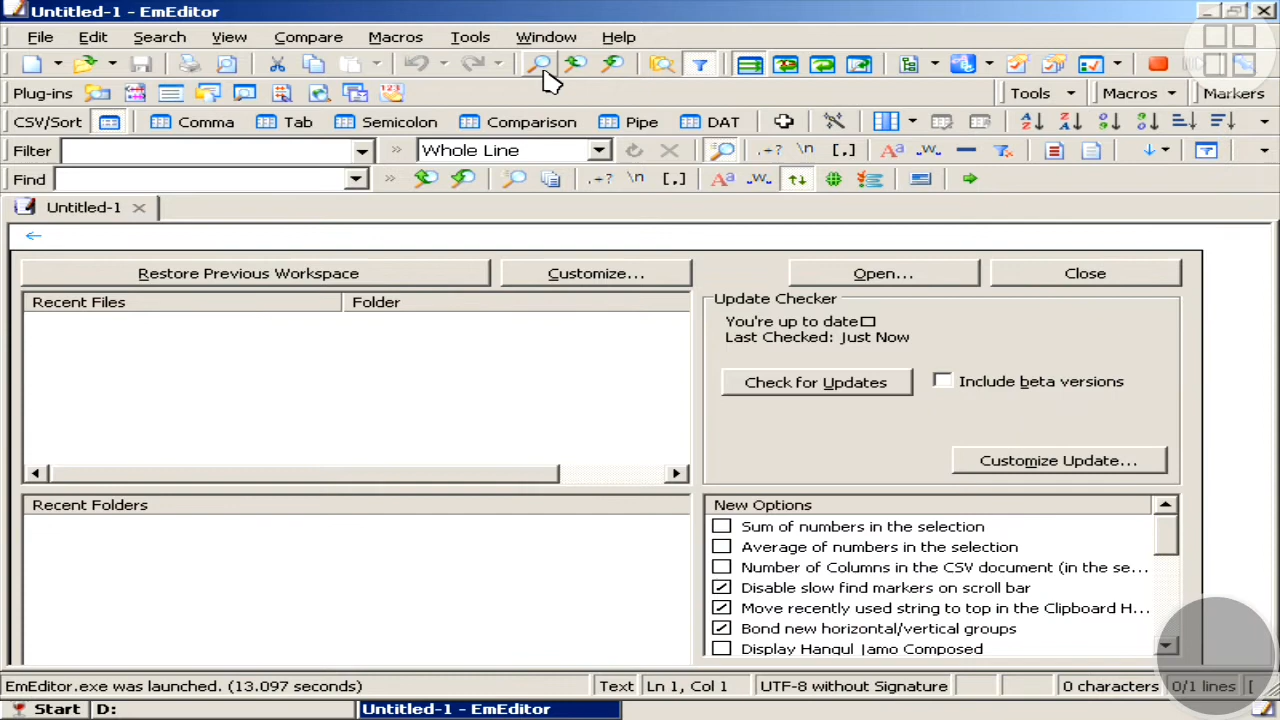 Untitled-1 - EmEditor
File Edit Search View Compare Macros Tools Window Help
Plug-ins Tools Macros Markers
CSV/Sort Comma Tab Semicolon Comparison Pipe DAT
Filter » Whole Line
Find »
Untitled-1
Restore Previous Workspace Customize... Open... Close
Recent Files Folder
Update Checker
You're up to date
Last Checked: Just Now
Check for Updates Include beta versions
Customize Update...
Recent Folders
New Options
Sum of numbers in the selection
Average of numbers in the selection
Number of Columns in the CSV document (in the se...
Disable slow find markers on scroll bar
Move recently used string to top in the Clipboard H...
Bond new horizontal/vertical groups
Display Hangul Jamo Composed
EmEditor.exe was launched. (13.097 seconds) Text Ln 1, Col 1 UTF-8 without Signature 0 characters 0/1 lines [
Start D: Untitled-1 - EmEditor